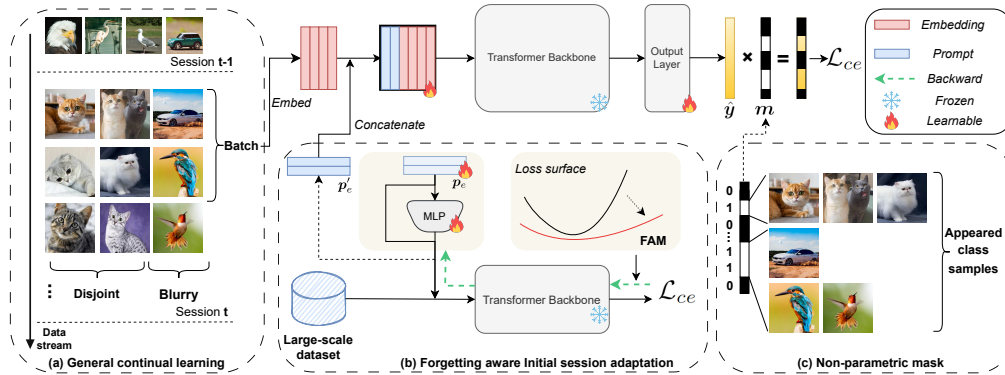 Session t-1
Batch
Disjoint
Blurry
Session t
Data
stream
(a) General continual learning
Embed
Concatenate
Transformer Backbone
Output
Layer
ŷ
×
m
=
ℒce
Embedding
Prompt
Backward
Frozen
Learnable
p'e
pe
MLP
Loss surface
FAM
Large-scale
dataset
Transformer Backbone
ℒce
(b) Forgetting aware Initial session adaptation
0
1
0
1
1
0
Appeared
class
samples
(c) Non-parametric mask